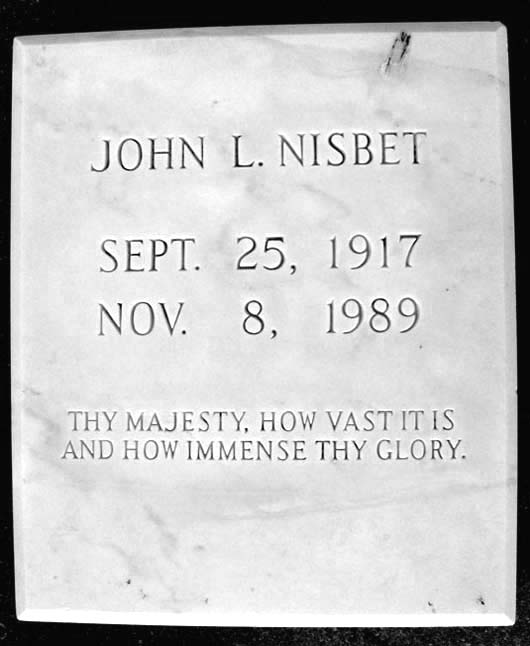 JOHN L. NISBET
SEPT. 25, 1917
NOV. 8, 1989
THY MAJESTY, HOW VAST IT IS
AND HOW IMMENSE THY GLORY.